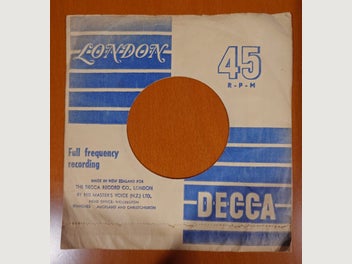 LONDON
45
R·P·M
Full frequency
recording
MADE IN NEW ZEALAND FOR
THE DECCA RECORD CO., LONDON
BY HIS MASTER'S VOICE (N.Z.) LTD.
HEAD OFFICE: WELLINGTON
BRANCHES: AUCKLAND AND CHRISTCHURCH
DECCA